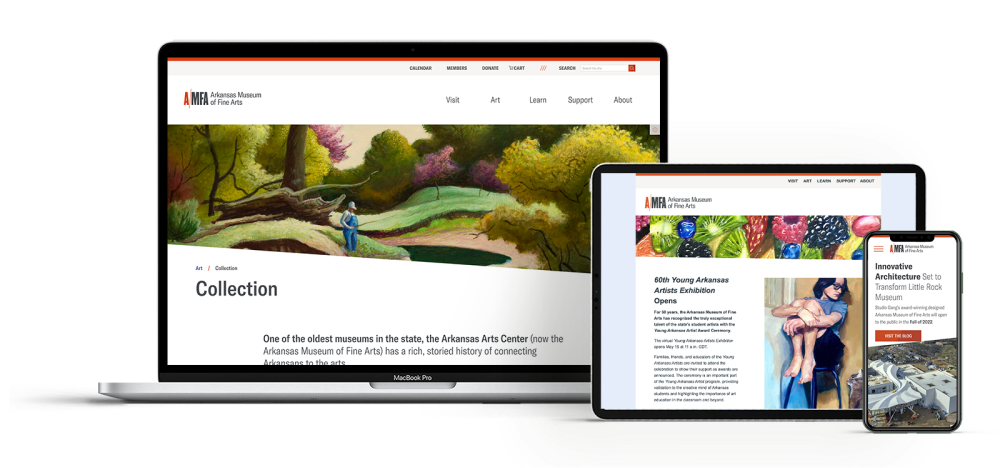 CALENDAR MEMBERS DONATE CART /// SEARCH Search the site
A/MFA Arkansas Museum
of Fine Arts
Visit Art Learn Support About
Art / Collection
Collection
One of the oldest museums in the state, the Arkansas Arts Center (now the
Arkansas Museum of Fine Arts) has a rich, storied history of connecting
Arkansans to the arts
MacBook Pro
VISIT ART LEARN SUPPORT ABOUT
A/MFA Arkansas Museum
of Fine Arts
60th Young Arkansas
Artists Exhibition
Opens
For 60 years, the Arkansas Museum of Fine
Arts has recognized the truly exceptional
talent of the state's student artists with the
Young Arkansas Artist Award Ceremony.
The virtual Young Arkansas Artists Exhibition
opens May 15 at 11 a.m. CDT.
Families, friends, and educators of the Young
Arkansas Artists are invited to attend the
celebration to show their support as awards are
announced. The ceremony is an important part
of the Young Arkansas Artist program, providing
validation to the creative mind of Arkansas
students and highlighting the importance of art
education in the classroom and beyond.
A/MFA Arkansas Museum
of Fine Arts
Innovative
Architecture Set to
Transform Little Rock
Museum
Studio Gang's award-winning designed
Arkansas Museum of Fine Arts will open
to the public in the Fall of 2022.
VISIT THE BLOG